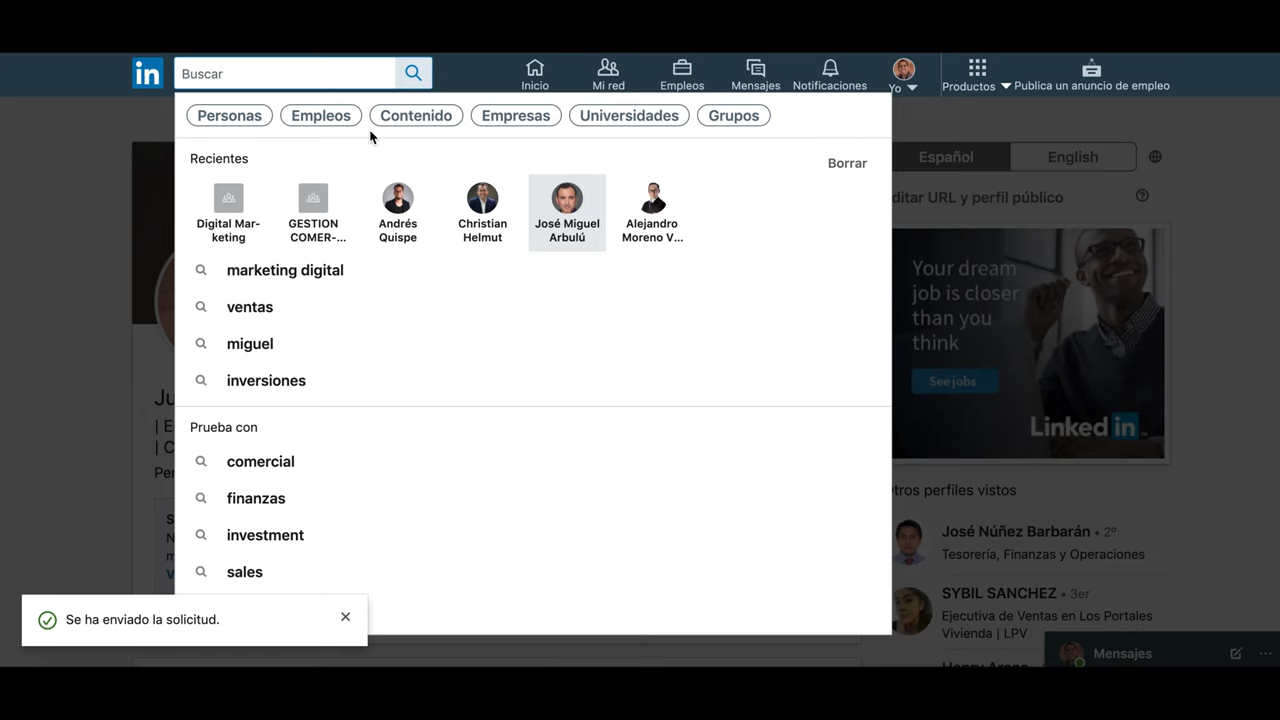 in
Buscar
Inicio
Mi red
Empleos
Mensajes
Notificaciones
Yo
Productos
Publica un anuncio de empleo
Personas
Empleos
Contenido
Empresas
Universidades
Grupos
Recientes
Borrar
Digital Mar-
keting
GESTION
COMER-...
Andrés
Quispe
Christian
Helmut
José Miguel
Arbulú
Alejandro
Moreno V...
marketing digital
ventas
miguel
inversiones
Prueba con
comercial
finanzas
investment
sales
Se ha enviado la solicitud.
Español
English
ditar URL y perfil público
Your dream
job is closer
than you
think
See jobs
Linked in
tros perfiles vistos
José Núñez Barbarán • 2º
Tesorería, Finanzas y Operaciones
SYBIL SANCHEZ • 3er
Ejecutiva de Ventas en Los Portales
Vivienda | LPV
Mensajes
Ju
| E
| C
Per